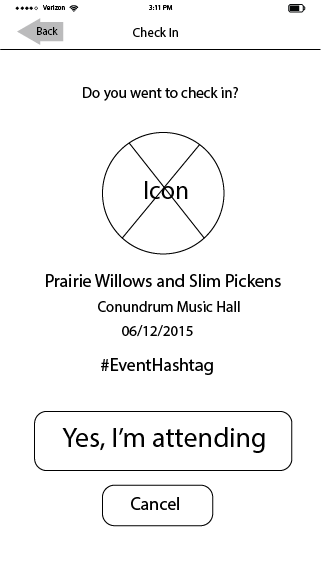 Verizon 3:11 PM
Back Check In
Do you went to check in?
Icon
Prairie Willows and Slim Pickens
Conundrum Music Hall
06/12/2015
#EventHashtag
Yes, I'm attending
Cancel